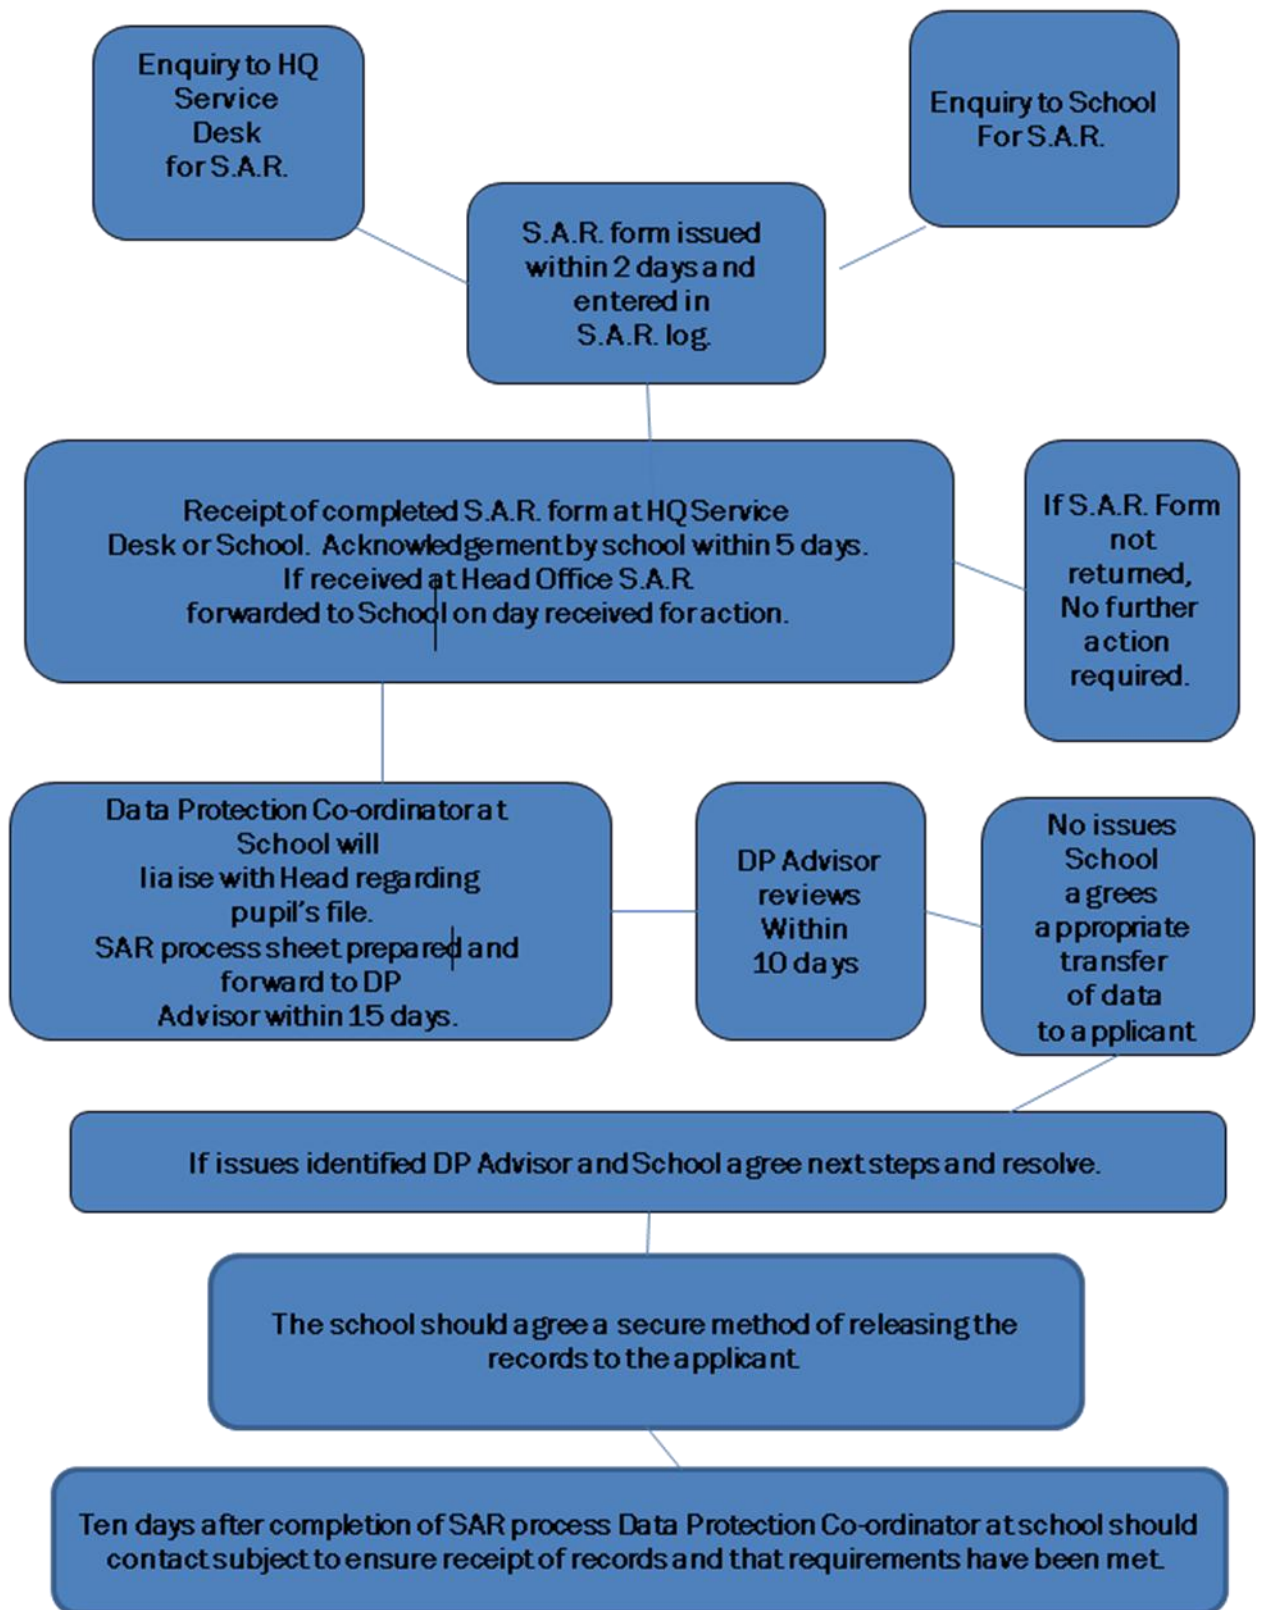 Enquiry to HQ
Service
Desk
for S.A.R.
Enquiry to School
For S.A.R.
S.A.R. form issued
within 2 days and
entered in
S.A.R. log.
Receipt of completed S.A.R. form at HQ Service
Desk or School.  Acknowledgement by school within 5 days.
If received at Head Office S.A.R.
forwarded to School on day received for action.
If S.A.R. Form
not
returned,
No further
action
required.
Data Protection Co-ordinator at
School will
liaise with Head regarding
pupil's file.
SAR process sheet prepared and
forward to DP
Advisor within 15 days.
DP Advisor
reviews
Within
10 days
No issues
School
agrees
appropriate
transfer
of data
to applicant
If issues identified DP Advisor and School agree next steps and resolve.
The school should agree a secure method of releasing the
records to the applicant.
Ten days after completion of SAR process Data Protection Co-ordinator at school should
contact subject to ensure receipt of records and that requirements have been met.